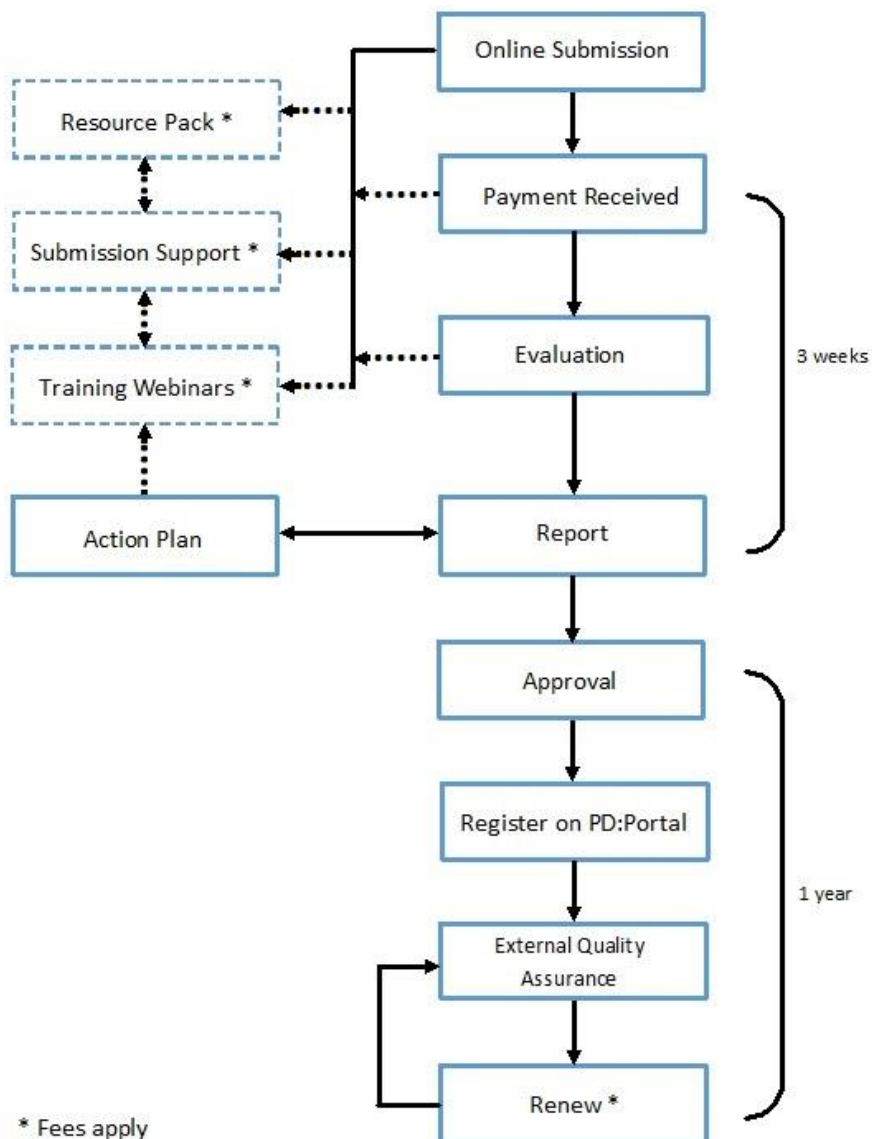 Online Submission
Resource Pack *
Payment Received
Submission Support *
Evaluation
3 weeks
Training Webinars *
Action Plan
Report
Approval
Register on PD:Portal
1 year
External Quality
Assurance
Renew *
* Fees apply